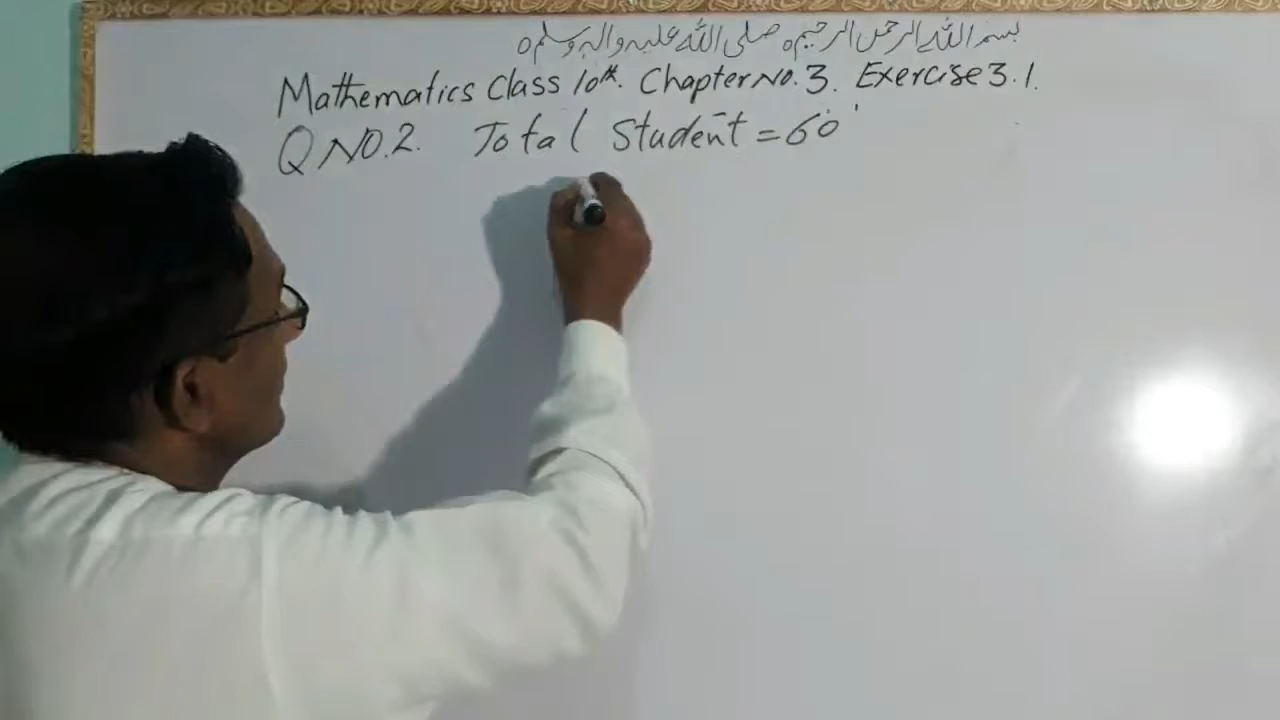 بسم اللہ الرحمن الرحیم ہ صلی اللہ علیہ والہ وسلم ہ
Mathematics Class 10th. Chapter No. 3. Exercise 3.1.
Q NO.2. Total Student = 60